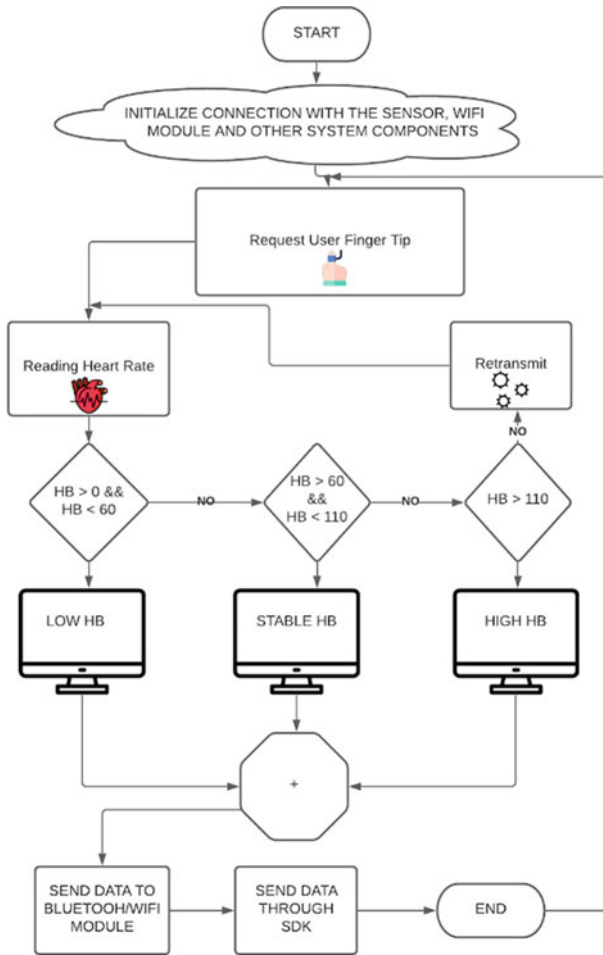 START
INITIALIZE CONNECTION WITH THE SENSOR, WIFI
MODULE AND OTHER SYSTEM COMPONENTS
Request User Finger Tip
Reading Heart Rate
Retransmit
NO
HB > 0 &&
HB < 60
NO
HB > 60
&&
HB < 110
NO
HB > 110
LOW HB
STABLE HB
HIGH HB
+
SEND DATA TO
BLUETOOH/WIFI
MODULE
SEND DATA
THROUGH
SDK
END